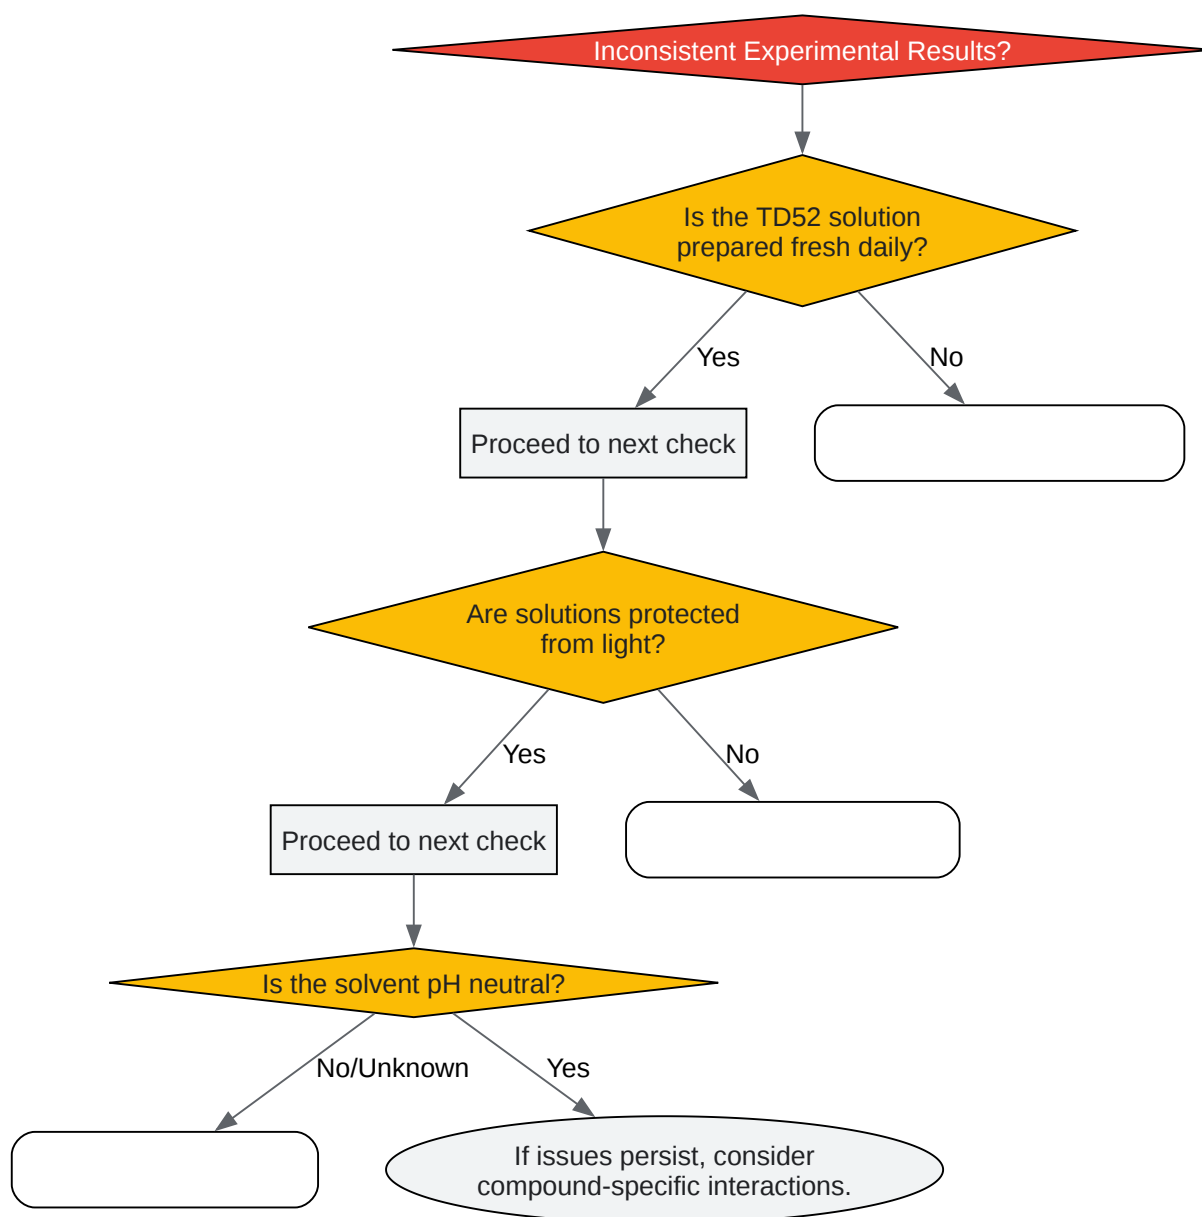 Inconsistent Experimental Results?
Is the TD52 solution
prepared fresh daily?
Yes
No
Proceed to next check
Are solutions protected
from light?
Yes
No
Proceed to next check
Is the solvent pH neutral?
No/Unknown
Yes
If issues persist, consider
compound-specific interactions.